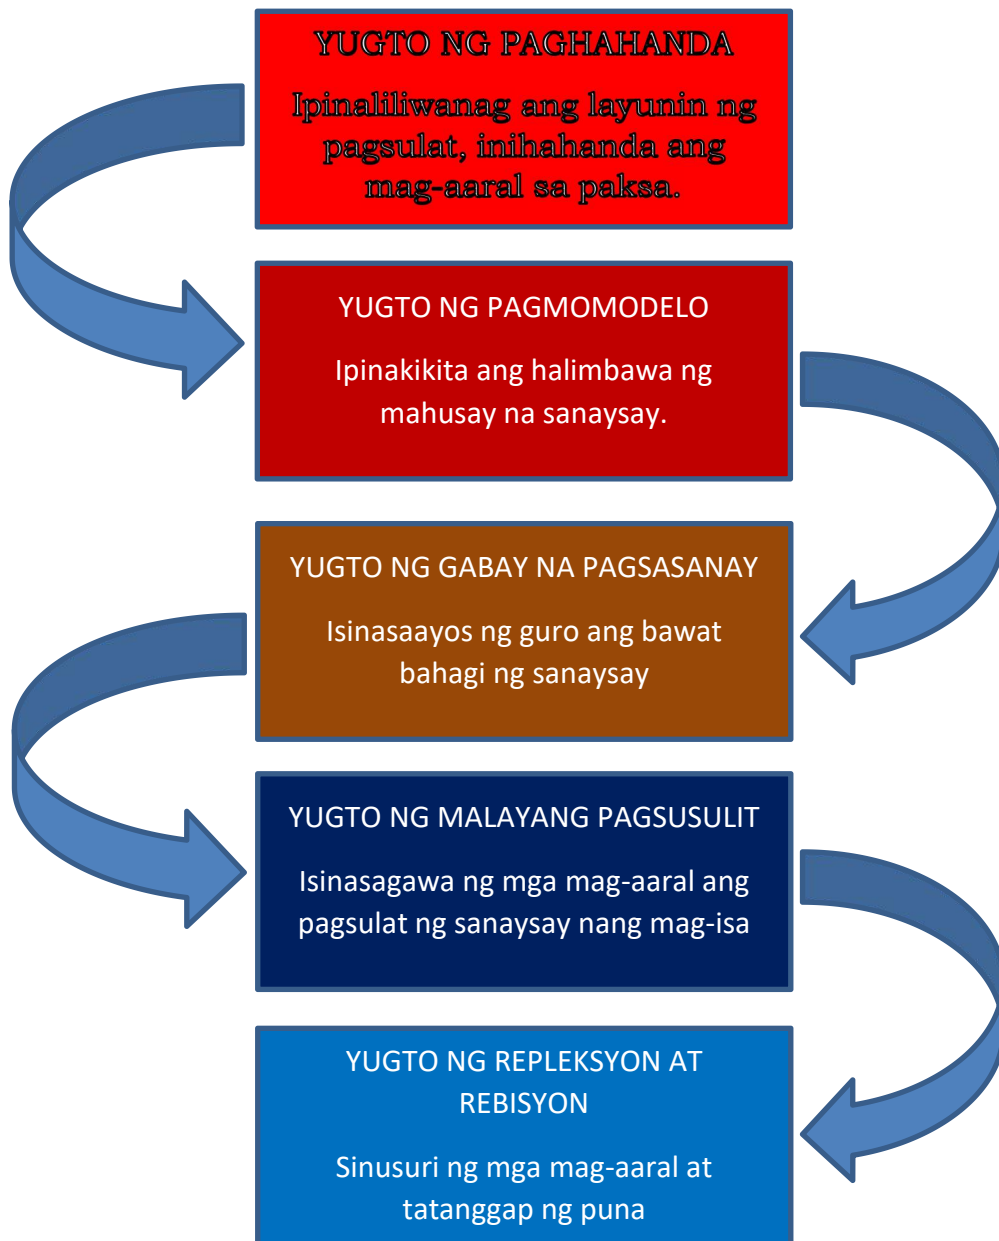 YUGTO NG PAGHAHANDA
Ipinaliliwanag ang layunin ng
pagsulat, inihahanda ang
mag-aaral sa paksa.
YUGTO NG PAGMOMODELO
Ipinakikita ang halimbawa ng
mahusay na sanaysay.
YUGTO NG GABAY NA PAGSASANAY
Isinasaayos ng guro ang bawat
bahagi ng sanaysay
YUGTO NG MALAYANG PAGSUSULIT
Isinasagawa ng mga mag-aaral ang
pagsulat ng sanaysay nang mag-isa
YUGTO NG REPLEKSYON AT
REBISYON
Sinusuri ng mga mag-aaral at
tatanggap ng puna